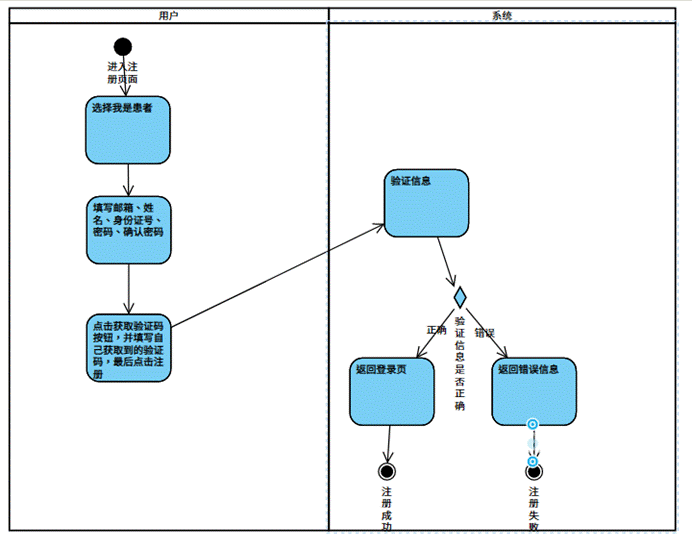 用户
系统
进入注
册页面
选择我是患者
填写邮箱、姓
名、身份证号、
密码、确认密码
点击获取验证码
按钮，并填写自
己获取到的验证
码，最后点击注
册
验证信息
正确
验
证
信
息
是
否
正
确
错误
返回登录页
返回错误信息
注
册
成
功
注
册
失
败